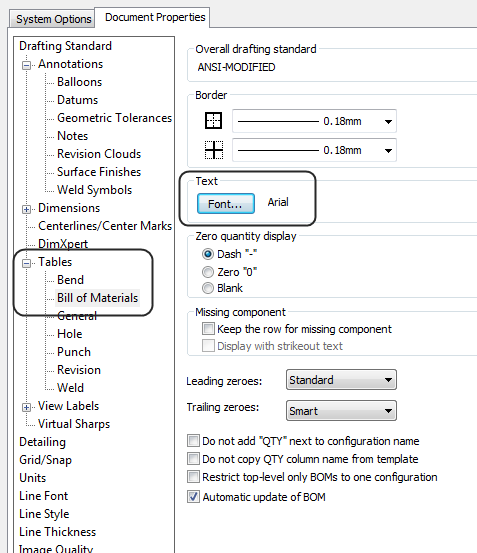 System Options
Document Properties
Drafting Standard
Annotations
Balloons
Datums
Geometric Tolerances
Notes
Revision Clouds
Surface Finishes
Weld Symbols
Dimensions
Centerlines/Center Marks
DimXpert
Tables
Bend
Bill of Materials
General
Hole
Punch
Revision
Weld
View Labels
Virtual Sharps
Detailing
Grid/Snap
Units
Line Font
Line Style
Line Thickness
Image Quality
Overall drafting standard
ANSI-MODIFIED
Border
0.18mm
0.18mm
Text
Font... Arial
Zero quantity display
Dash "-"
Zero "0"
Blank
Missing component
Keep the row for missing component
Display with strikeout text
Leading zeroes: Standard
Trailing zeroes: Smart
Do not add "QTY" next to configuration name
Do not copy QTY column name from template
Restrict top-level only BOMs to one configuration
Automatic update of BOM